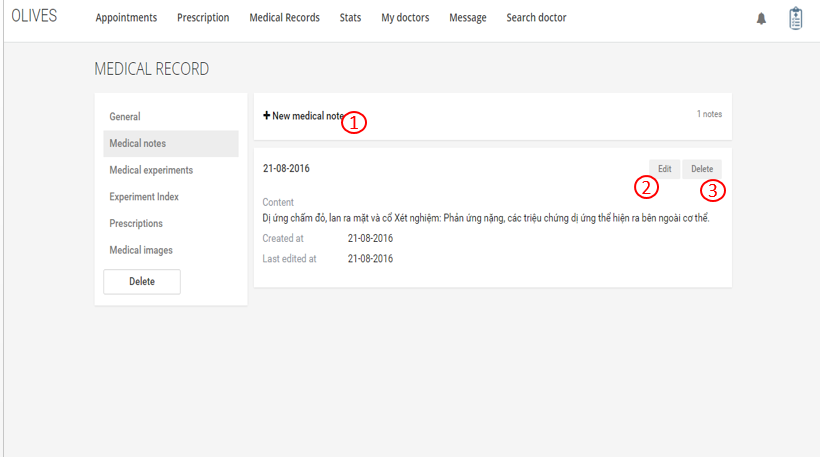 OLIVES Appointments Prescription Medical Records Stats My doctors Message Search doctor
MEDICAL RECORD
General
Medical notes
Medical experiments
Experiment Index
Prescriptions
Medical images
Delete
+ New medical note 1 1 notes
21-08-2016 Edit Delete
2 3
Content
Dị ứng chấm đỏ, lan ra mặt và cổ Xét nghiệm: Phản ứng nặng, các triệu chứng dị ứng thể hiện ra bên ngoài cơ thể.
Created at 21-08-2016
Last edited at 21-08-2016